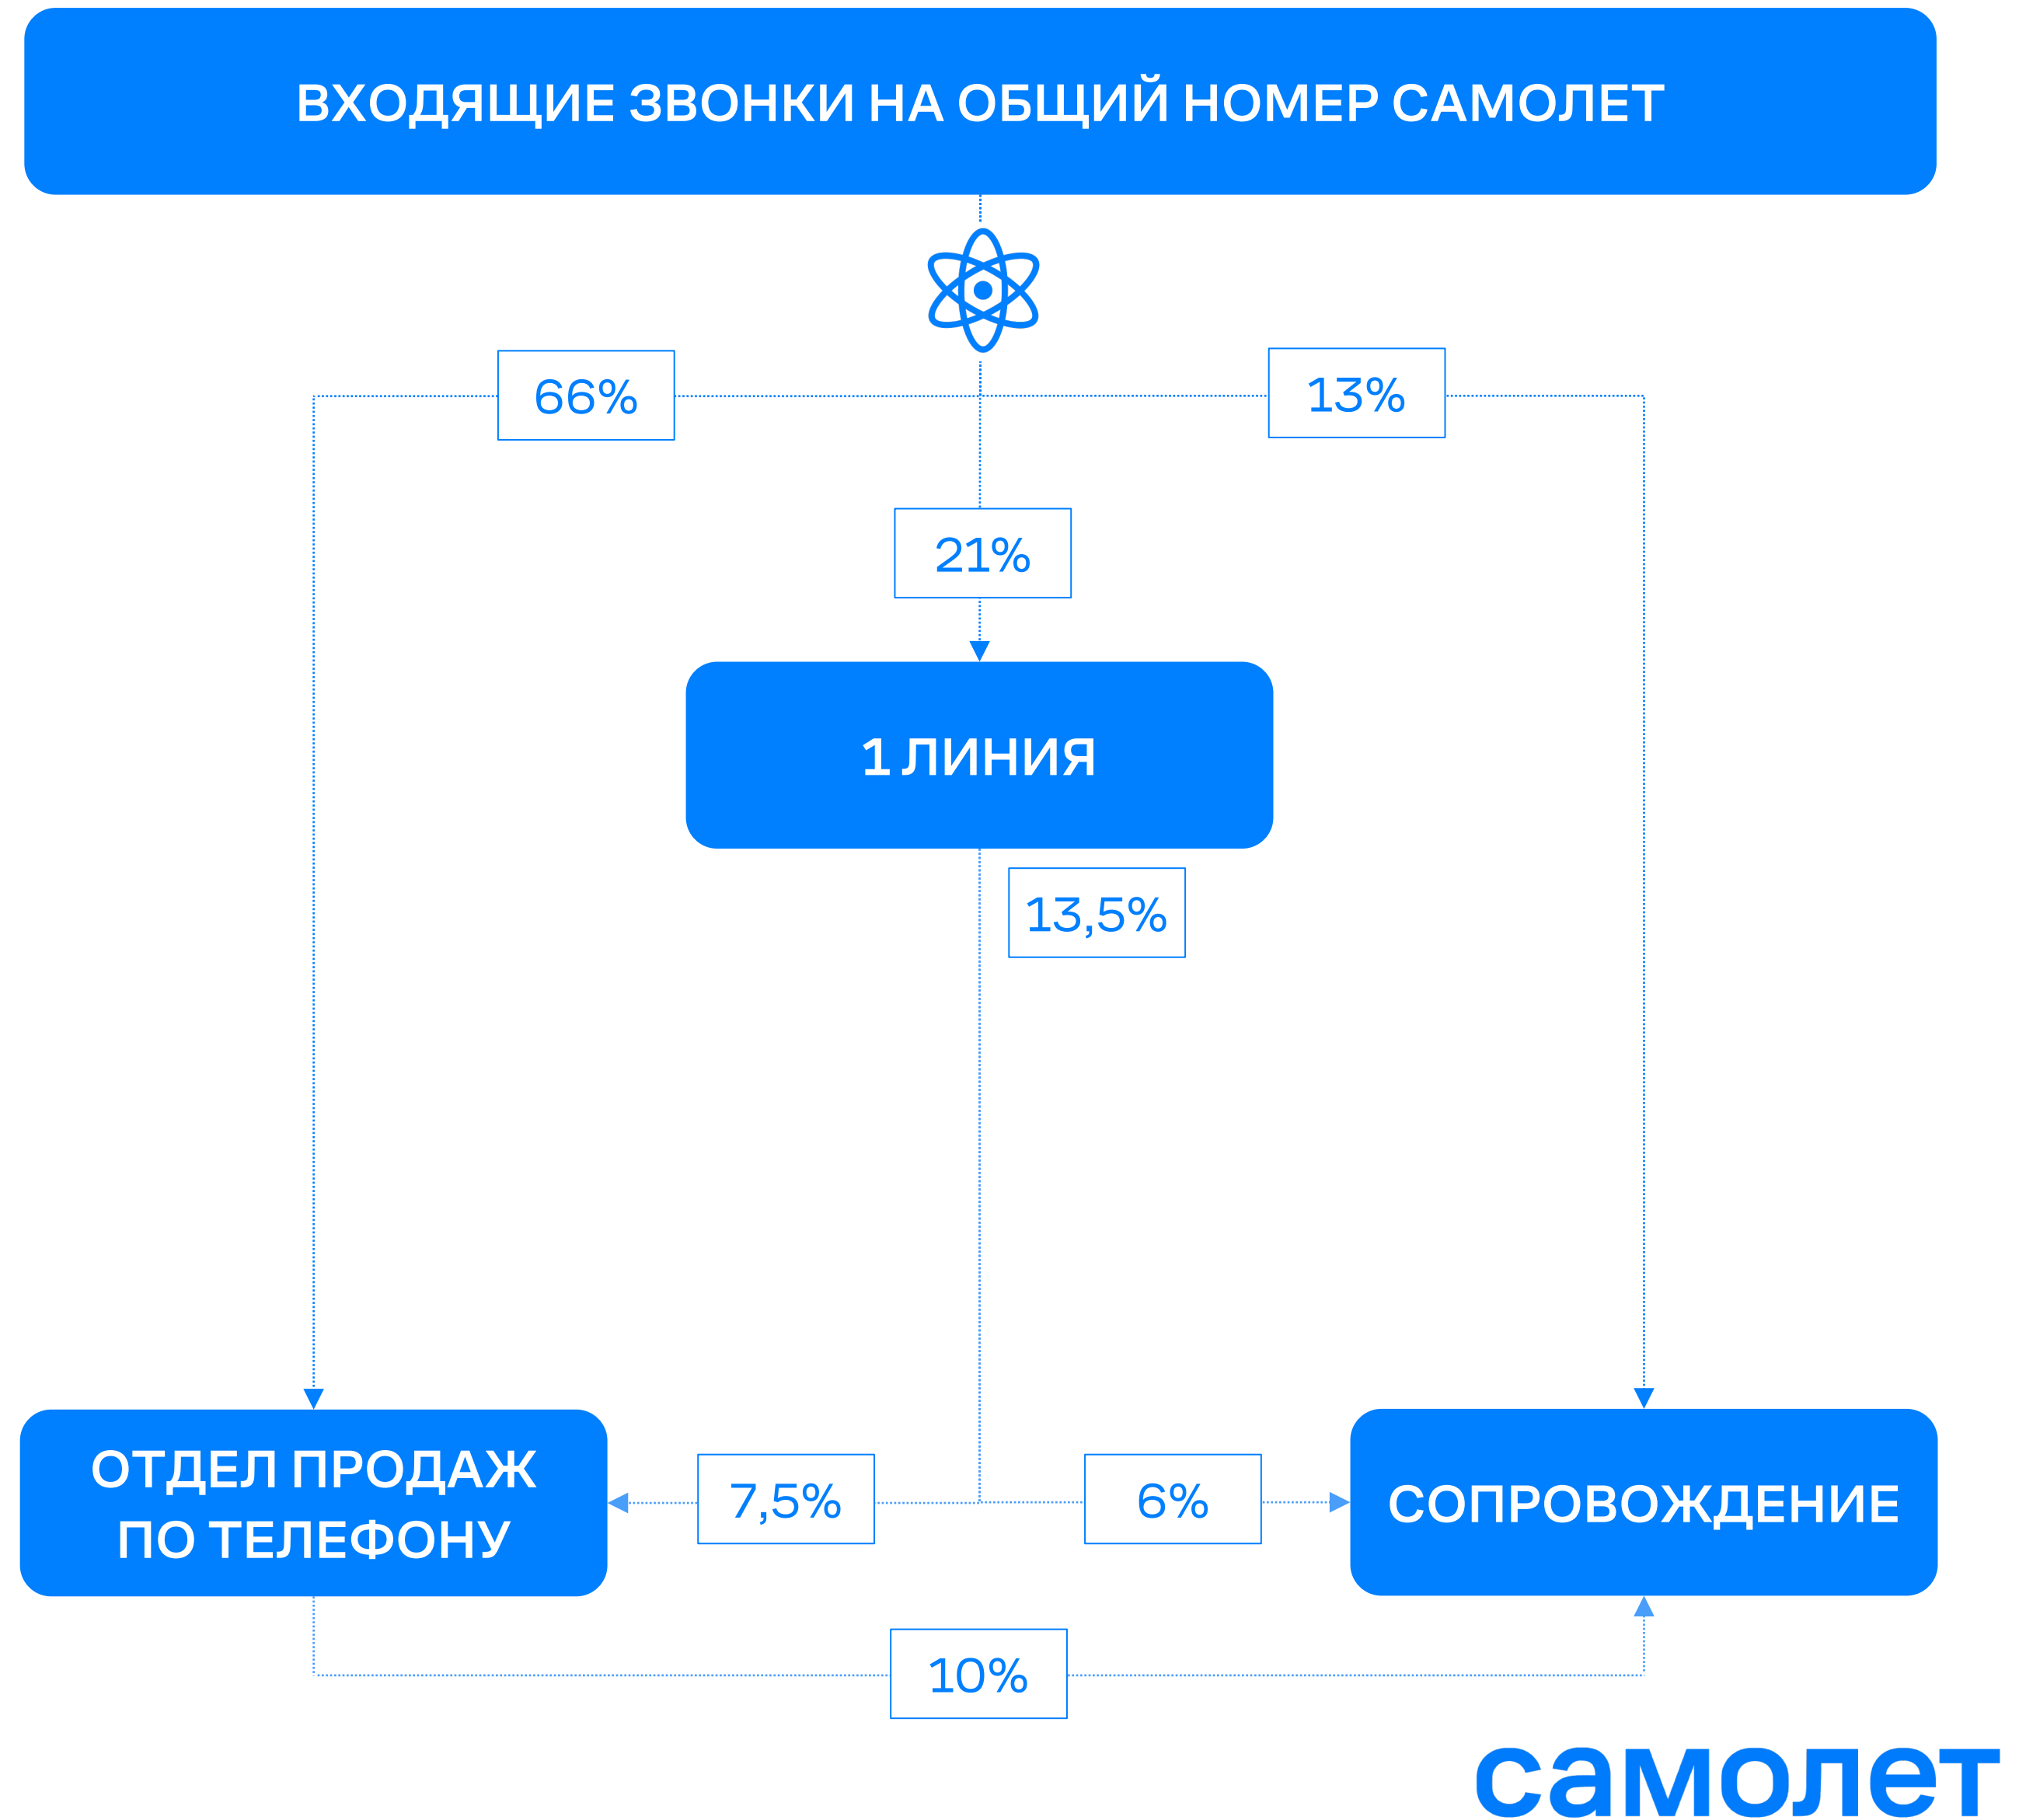 ВХОДЯЩИЕ ЗВОНКИ НА ОБЩИЙ НОМЕР САМОЛЕТ
66%
13%
21%
1 ЛИНИЯ
13,5%
ОТДЕЛ ПРОДАЖ
ПО ТЕЛЕФОНУ
7,5%
6%
СОПРОВОЖДЕНИЕ
10%
самолет